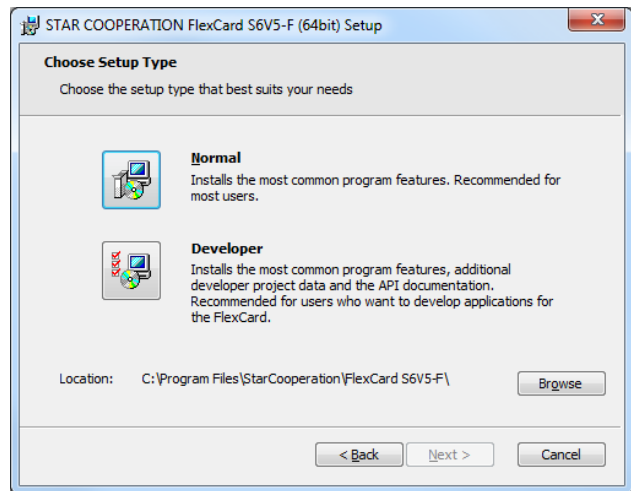 STAR COOPERATION FlexCard S6V5-F (64bit) Setup
Choose Setup Type
Choose the setup type that best suits your needs
Normal
Installs the most common program features. Recommended for
most users.
Developer
Installs the most common program features, additional
developer project data and the API documentation.
Recommended for users who want to develop applications for
the FlexCard.
Location: C:\Program Files\StarCooperation\FlexCard S6V5-F\ Browse
< Back Next > Cancel